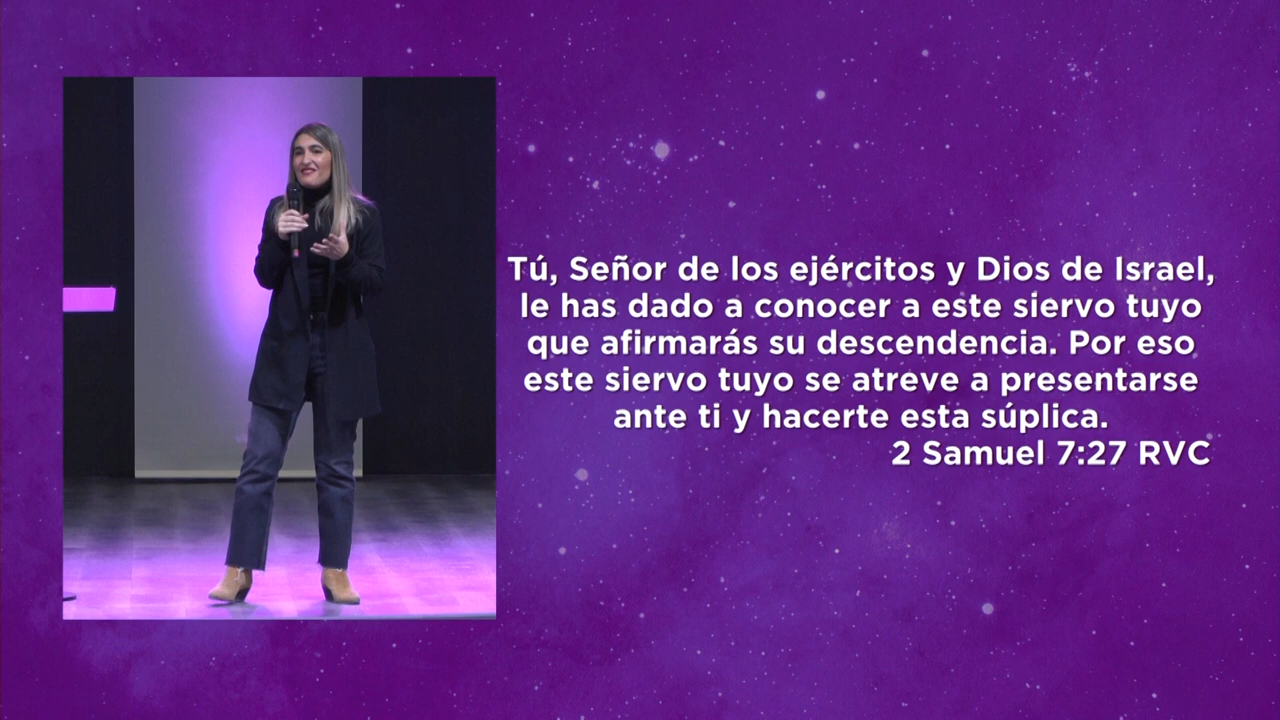 Tú, Señor de los ejércitos y Dios de Israel,
le has dado a conocer a este siervo tuyo
que afirmarás su descendencia. Por eso
este siervo tuyo se atreve a presentarse
ante ti y hacerte esta súplica.
2 Samuel 7:27 RVC